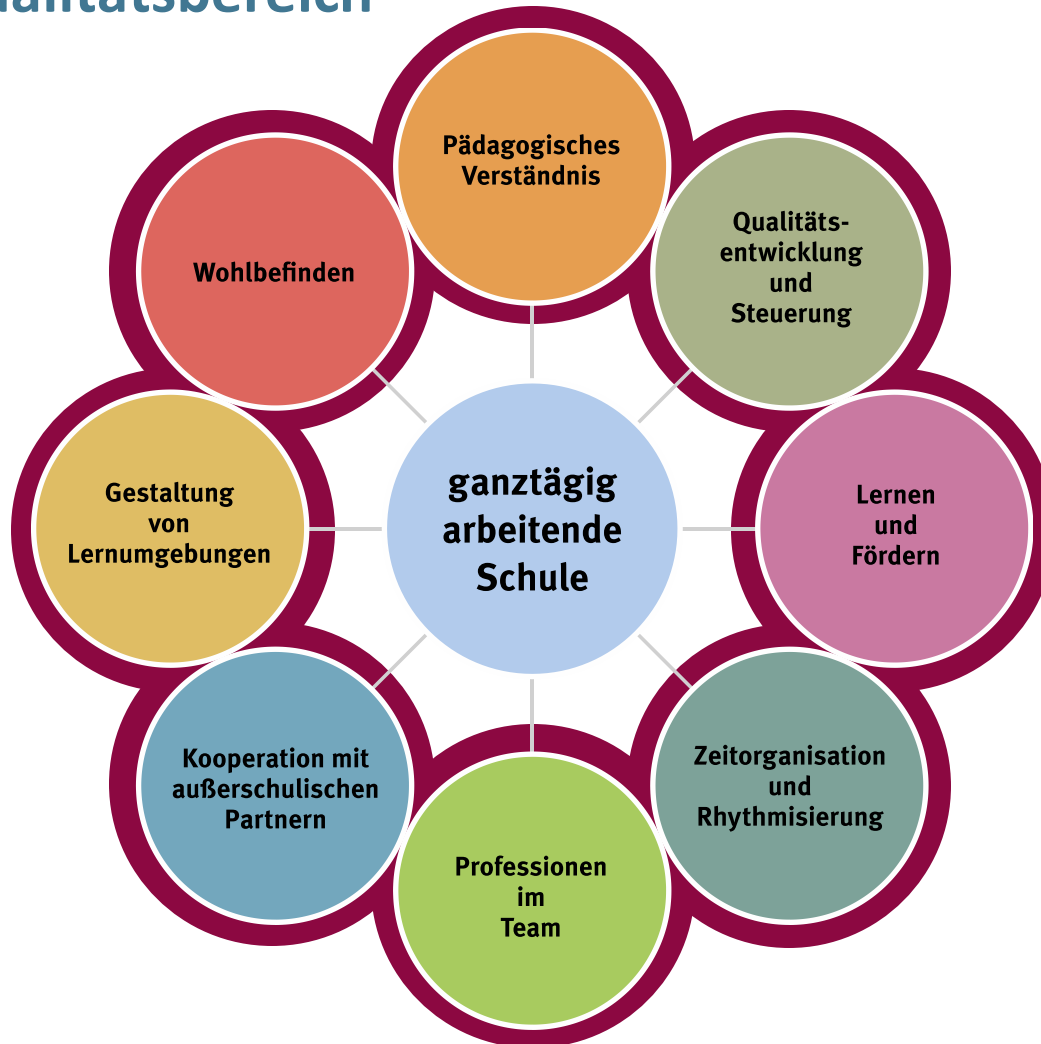 alitätsbereich
Pädagogisches
Verständnis
Qualitäts-
entwicklung
und
Steuerung
Lernen
und
Fördern
Zeitorganisation
und
Rhythmisierung
Professionen
im
Team
Kooperation mit
außerschulischen
Partnern
Gestaltung
von
Lernumgebungen
Wohlbefinden
ganztägig
arbeitende
Schule